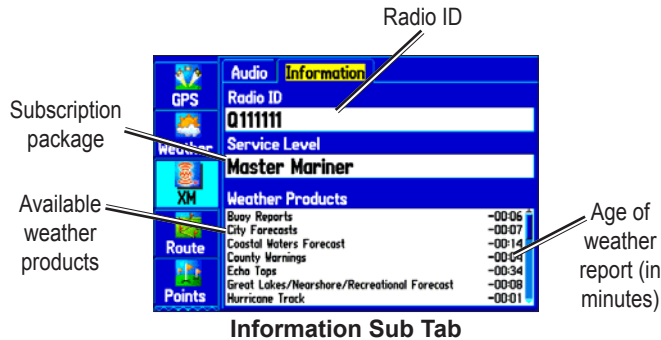 Radio ID
Audio Information
GPS
Radio ID
Q111111
Subscription package
Weather
Service Level
Master Mariner
XM
Weather Products
Available weather products
Buoy Reports -00:06
City Forecasts -00:07
Coastal Waters Forecast -00:14
County Warnings -00:04
Echo Tops -00:34
Great Lakes/Nearshore/Recreational Forecast -00:08
Hurricane Track -00:01
Route
Points
Age of weather report (in minutes)
Information Sub Tab